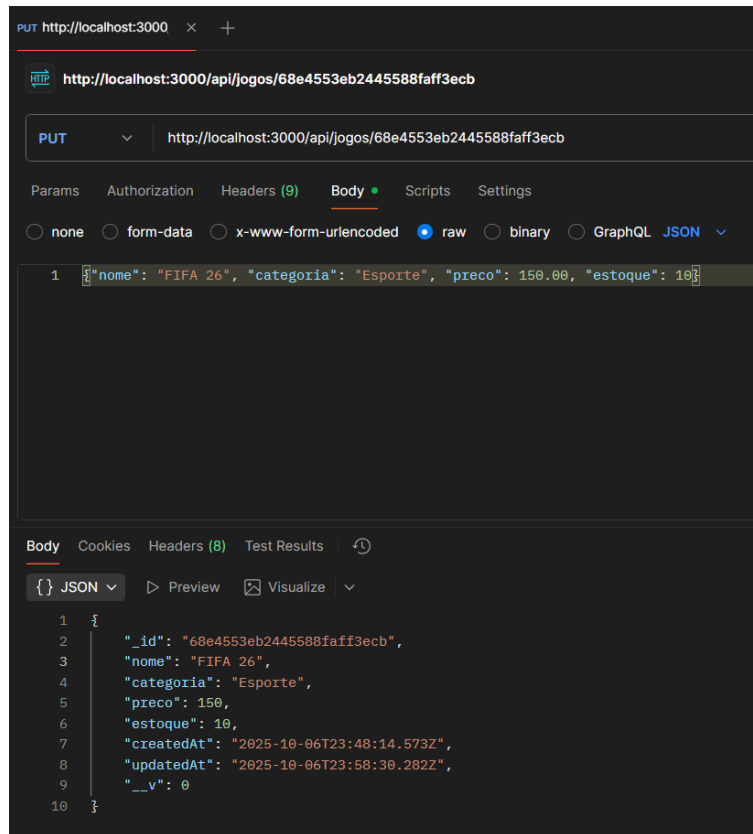 PUT http://localhost:3000 × +
HTTP http://localhost:3000/api/jogos/68e4553eb2445588faff3ecb
PUT http://localhost:3000/api/jogos/68e4553eb2445588faff3ecb
Params Authorization Headers (9) Body Scripts Settings
none form-data x-www-form-urlencoded raw binary GraphQL JSON
1 {"nome": "FIFA 26", "categoria": "Esporte", "preco": 150.00, "estoque": 10}
Body Cookies Headers (8) Test Results
{} JSON Preview Visualize
1 {
2 "_id": "68e4553eb2445588faff3ecb",
3 "nome": "FIFA 26",
4 "categoria": "Esporte",
5 "preco": 150,
6 "estoque": 10,
7 "createdAt": "2025-10-06T23:48:14.573Z",
8 "updatedAt": "2025-10-06T23:58:30.282Z",
9 "__v": 0
10 }